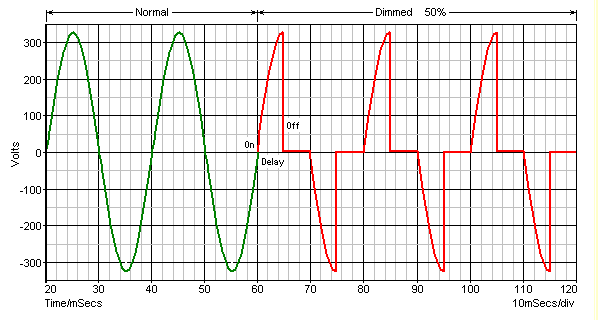 Normal
Dimmed 50%
300
200
100
0
-100
-200
-300
Volts
On
Off
Delay
20 30 40 50 60 70 80 90 100 110 120
Time/mSecs
10mSecs/div